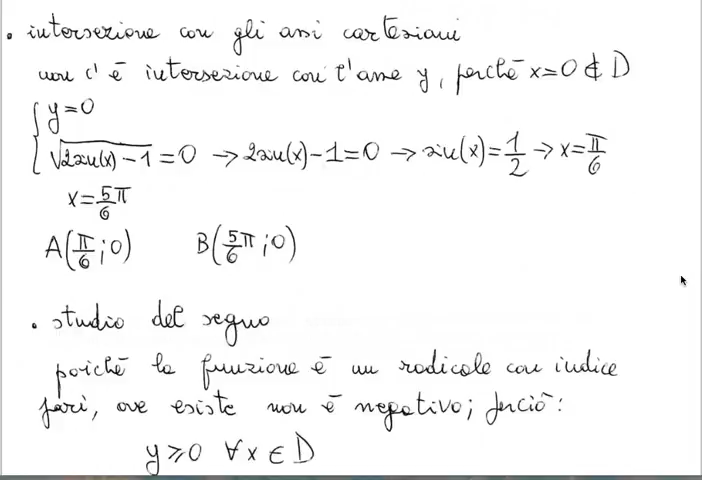 • intersezione con gli assi cartesiani
non c'è intersezione con l'asse y, perché x=0 ∉ D
{ y=0
{ √(2sin(x)-1) = 0 → 2sin(x)-1=0 → sin(x)=1/2 → x=π/6
x=5/6 π
A(π/6 ; 0) B(5/6 π ; 0)
• studio del segno
poiché la funzione è un radicale con indice
pari, ove esiste non è negativo; perciò:
y ⩾ 0 ∀x ∈ D